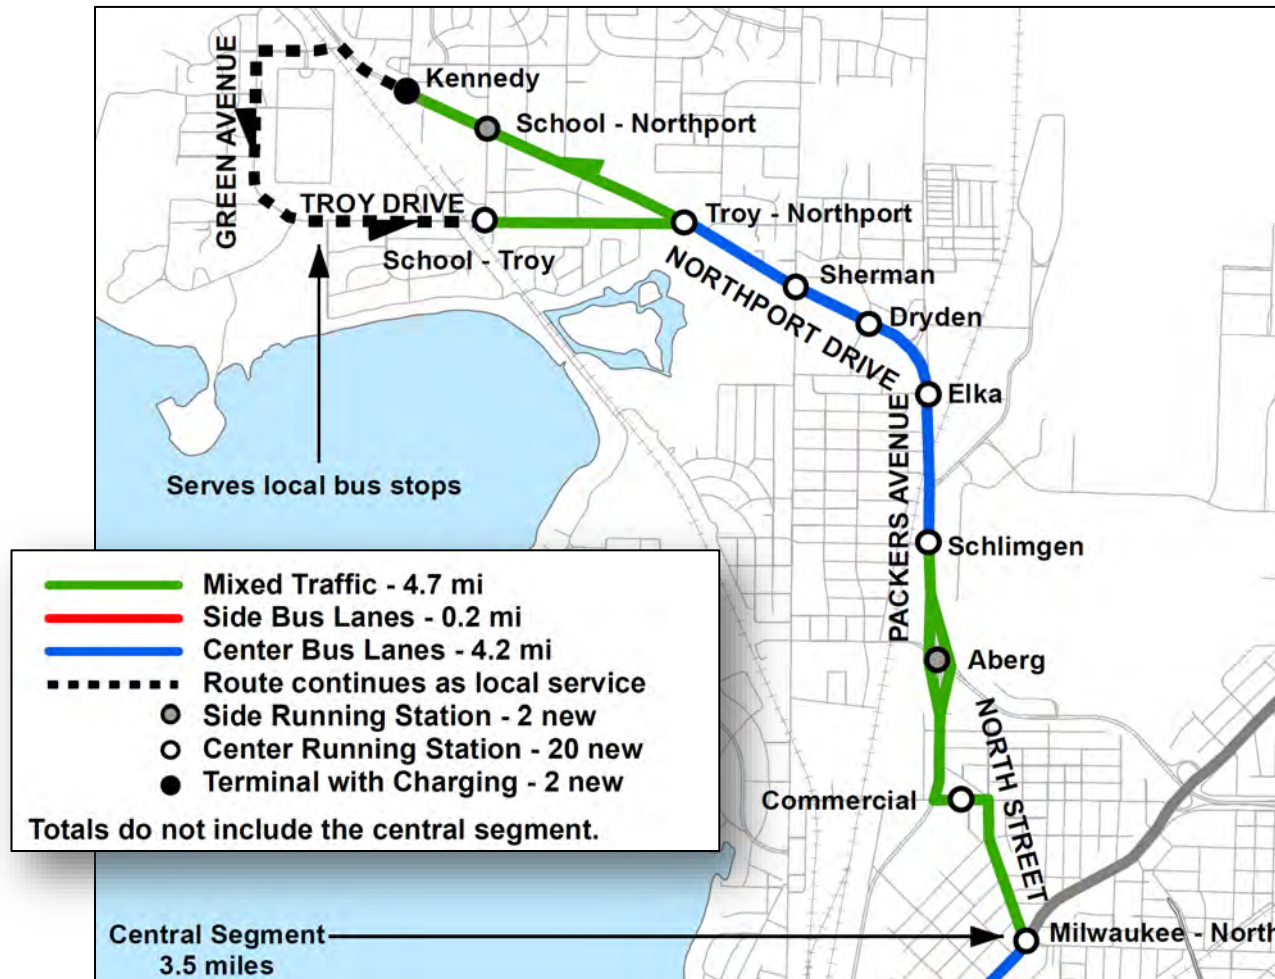 Kennedy
School - Northport
GREEN AVENUE
TROY DRIVE
Troy - Northport
School - Troy
Sherman
NORTHPORT DRIVE
Dryden
Elka
PACKERS AVENUE
Serves local bus stops
Schlimgen
Mixed Traffic - 4.7 mi
Side Bus Lanes - 0.2 mi
Center Bus Lanes - 4.2 mi
Route continues as local service
Side Running Station - 2 new
Center Running Station - 20 new
Terminal with Charging - 2 new
Totals do not include the central segment.
Aberg
NORTH STREET
Commercial
Central Segment
3.5 miles
Milwaukee - North